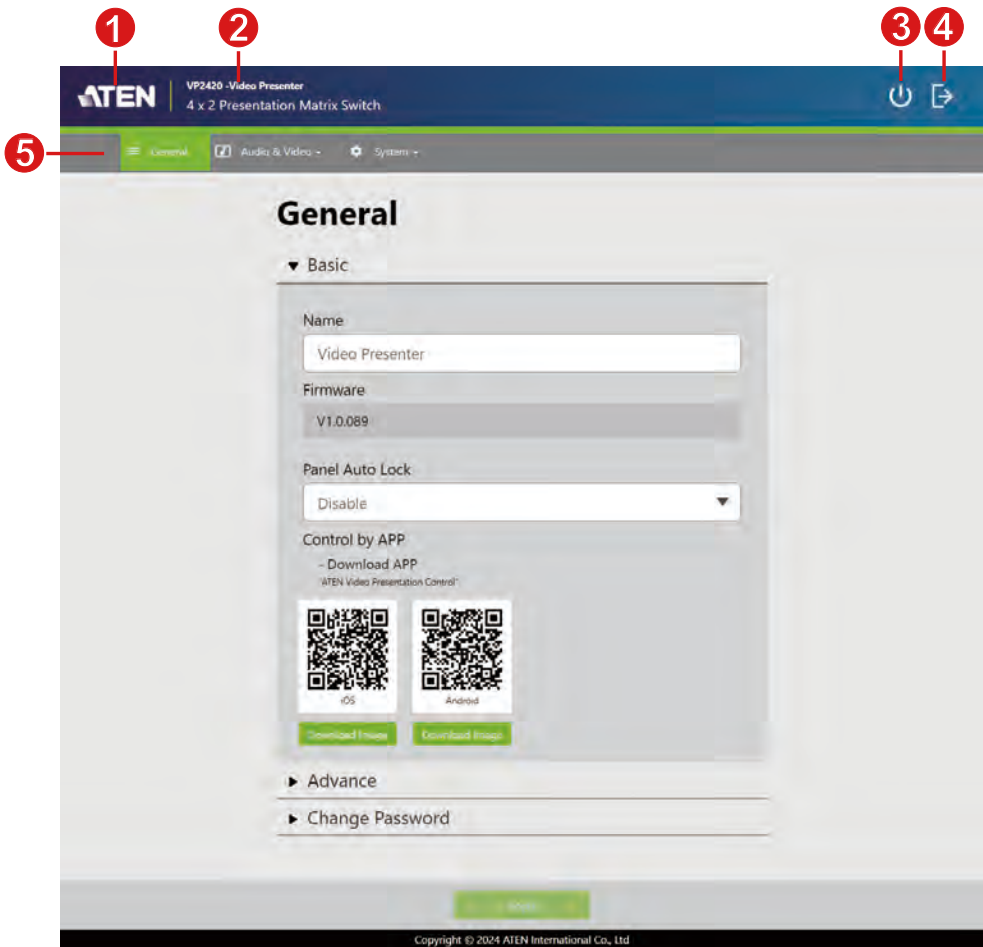 1 2 3 4
ATEN
VP2420 -Video Presenter
4 x 2 Presentation Matrix Switch
5
General Audio & Video System
General
Basic
Name
Video Presenter
Firmware
V1.0.089
Panel Auto Lock
Disable
Control by APP
- Download APP
"ATEN Video Presentation Control"
iOS Android
Download Image Download Image
Advance
Change Password
Copyright © 2024 ATEN International Co., Ltd